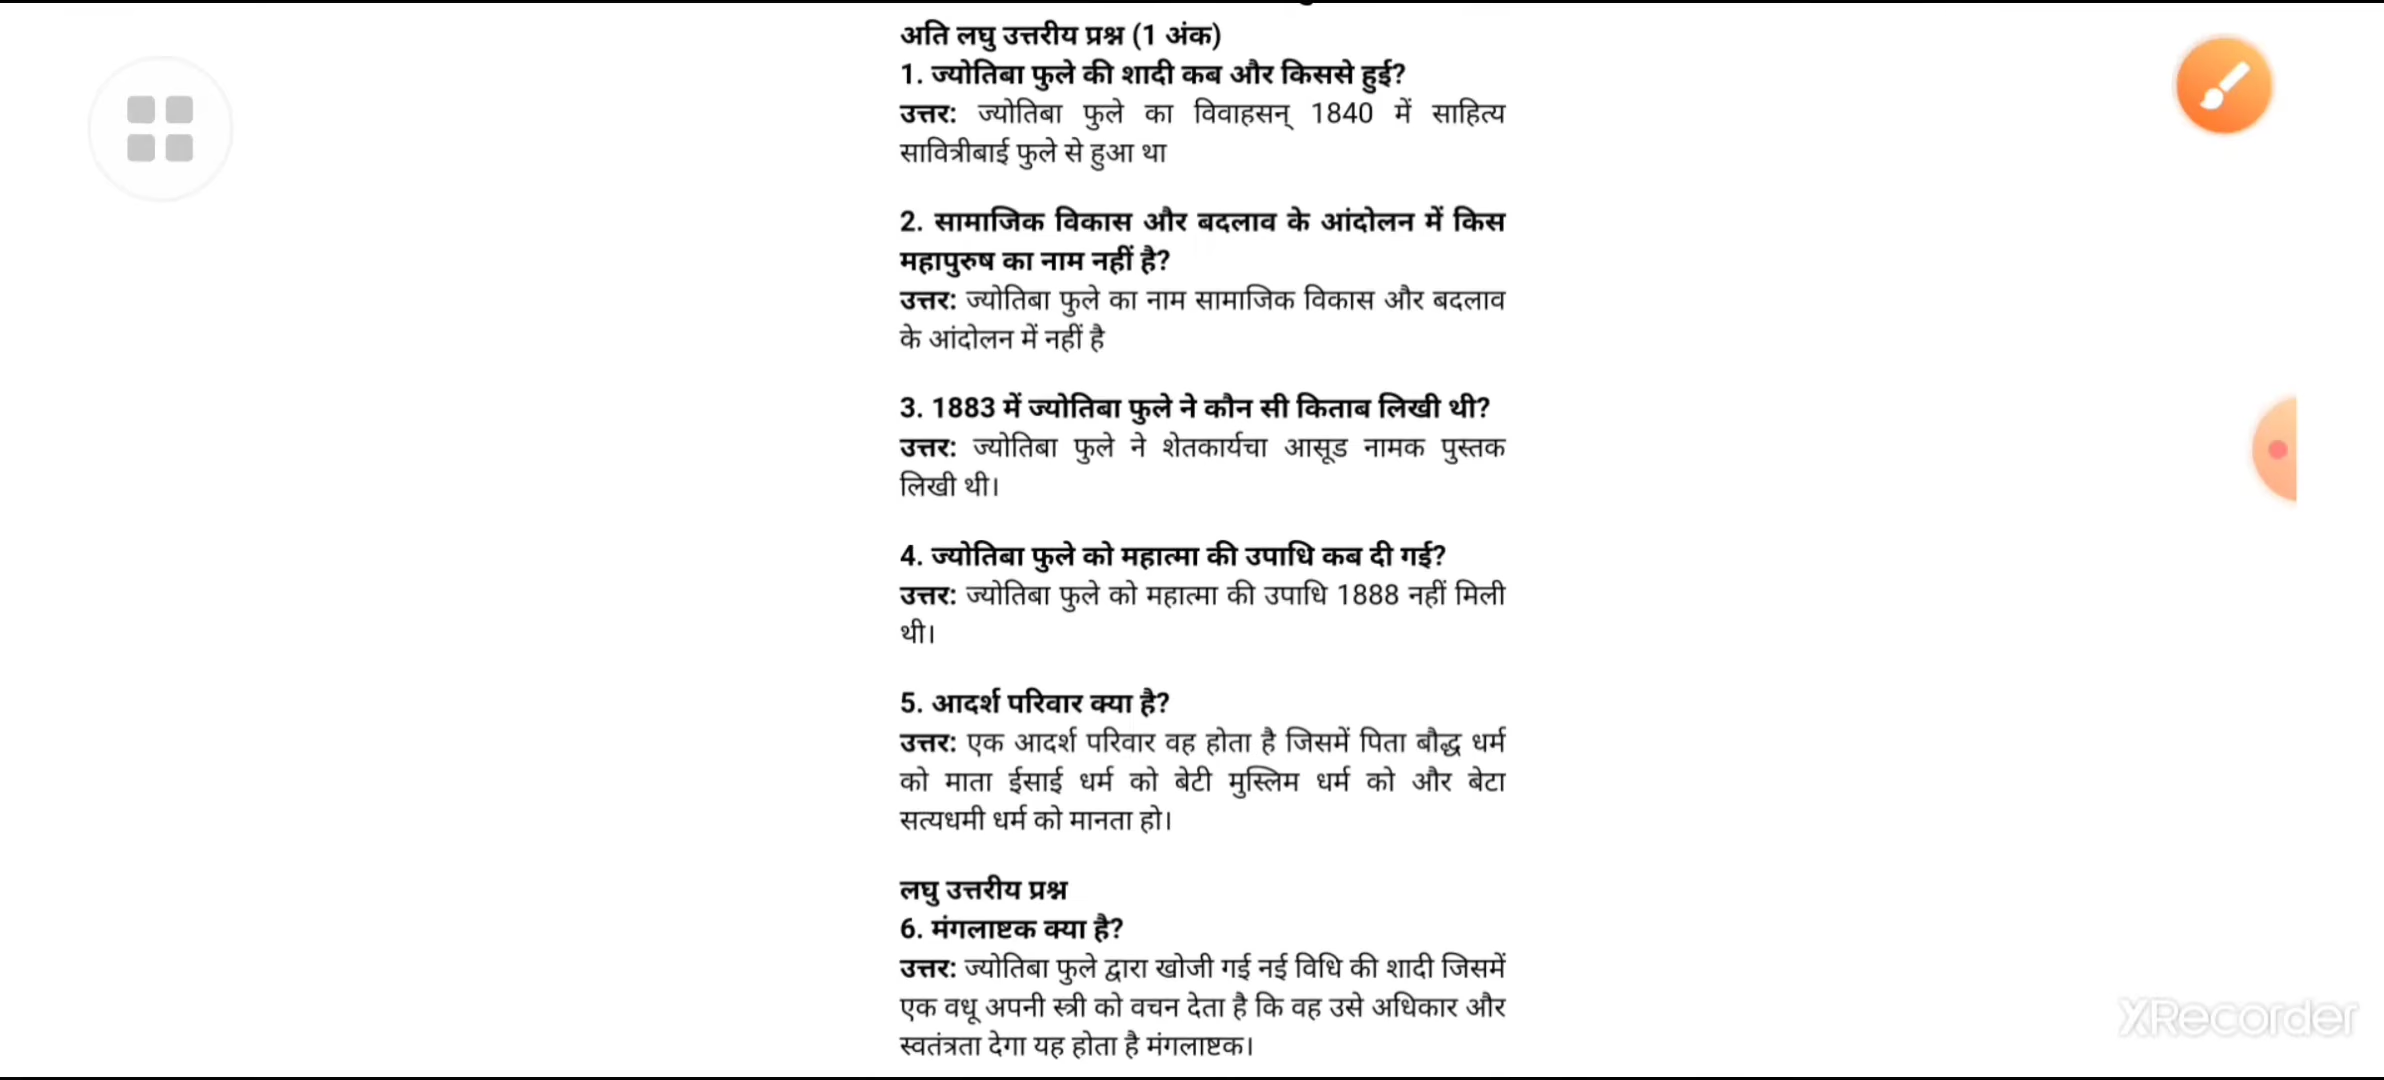 अति लघु उत्तरीय प्रश्न (1 अंक)
1. ज्योतिबा फुले की शादी कब और किससे हुई?
उत्तर: ज्योतिबा फुले का विवाहसन् 1840 में साहित्य
सावित्रीबाई फुले से हुआ था
2. सामाजिक विकास और बदलाव के आंदोलन में किस
महापुरुष का नाम नहीं है?
उत्तर: ज्योतिबा फुले का नाम सामाजिक विकास और बदलाव
के आंदोलन में नहीं है
3. 1883 में ज्योतिबा फुले ने कौन सी किताब लिखी थी?
उत्तर: ज्योतिबा फुले ने शेतकार्यचा आसूड नामक पुस्तक
लिखी थी।
4. ज्योतिबा फुले को महात्मा की उपाधि कब दी गई?
उत्तर: ज्योतिबा फुले को महात्मा की उपाधि 1888 नहीं मिली
थी।
5. आदर्श परिवार क्या है?
उत्तर: एक आदर्श परिवार वह होता है जिसमें पिता बौद्ध धर्म
को माता ईसाई धर्म को बेटी मुस्लिम धर्म को और बेटा
सत्यधमी धर्म को मानता हो।
लघु उत्तरीय प्रश्न
6. मंगलाष्टक क्या है?
उत्तर: ज्योतिबा फुले द्वारा खोजी गई नई विधि की शादी जिसमें
एक वधू अपनी स्त्री को वचन देता है कि वह उसे अधिकार और
स्वतंत्रता देगा यह होता है मंगलाष्टक।
XRecorder